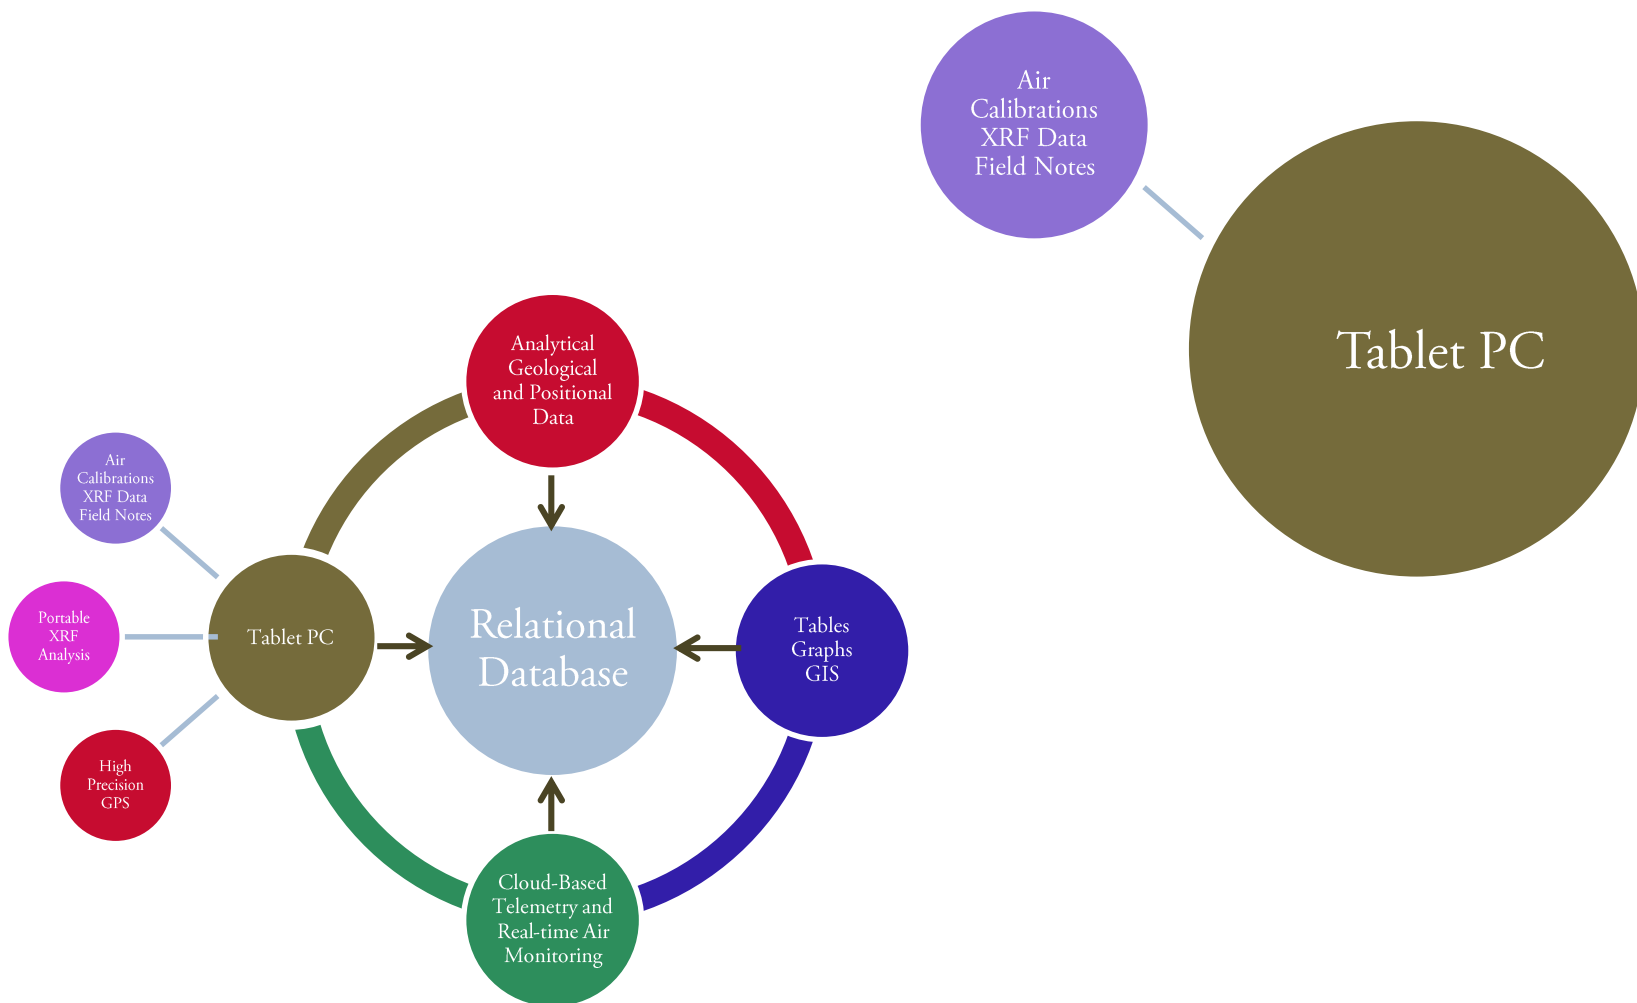 Air
Calibrations
XRF Data
Field Notes
Tablet PC
Analytical
Geological
and Positional
Data
Air
Calibrations
XRF Data
Field Notes
Portable
XRF
Analysis
High
Precision
GPS
Tablet PC
Relational
Database
Tables
Graphs
GIS
Cloud-Based
Telemetry and
Real-time Air
Monitoring